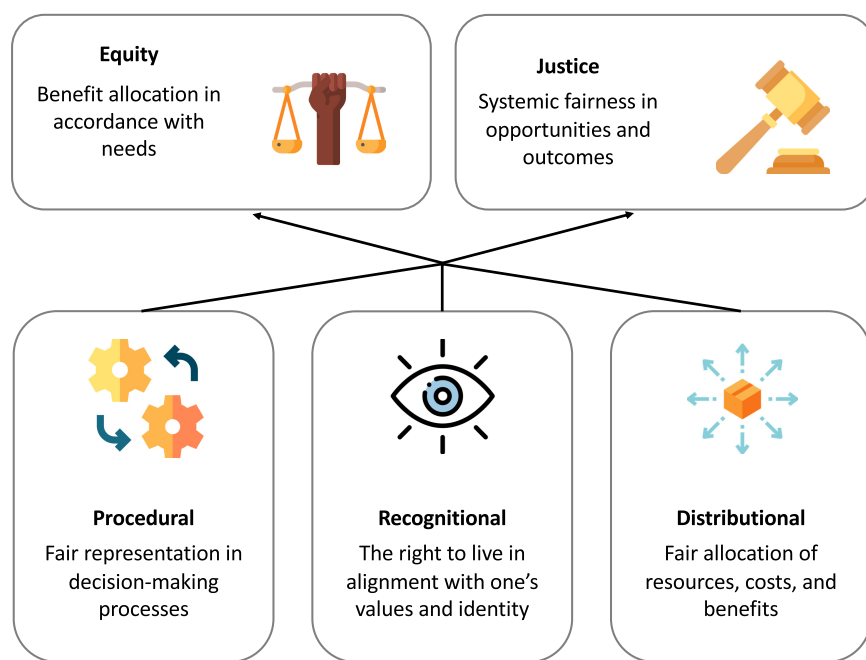 Equity
Benefit allocation in
accordance with
needs
Justice
Systemic fairness in
opportunities and
outcomes
Procedural
Fair representation in
decision-making
processes
Recognitional
The right to live in
alignment with one’s
values and identity
Distributional
Fair allocation of
resources, costs, and
benefits